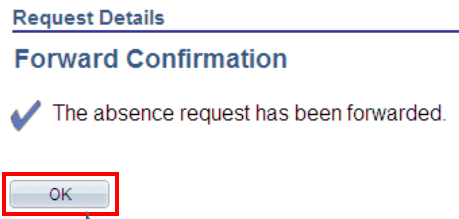 Request Details
Forward Confirmation
The absence request has been forwarded.
OK